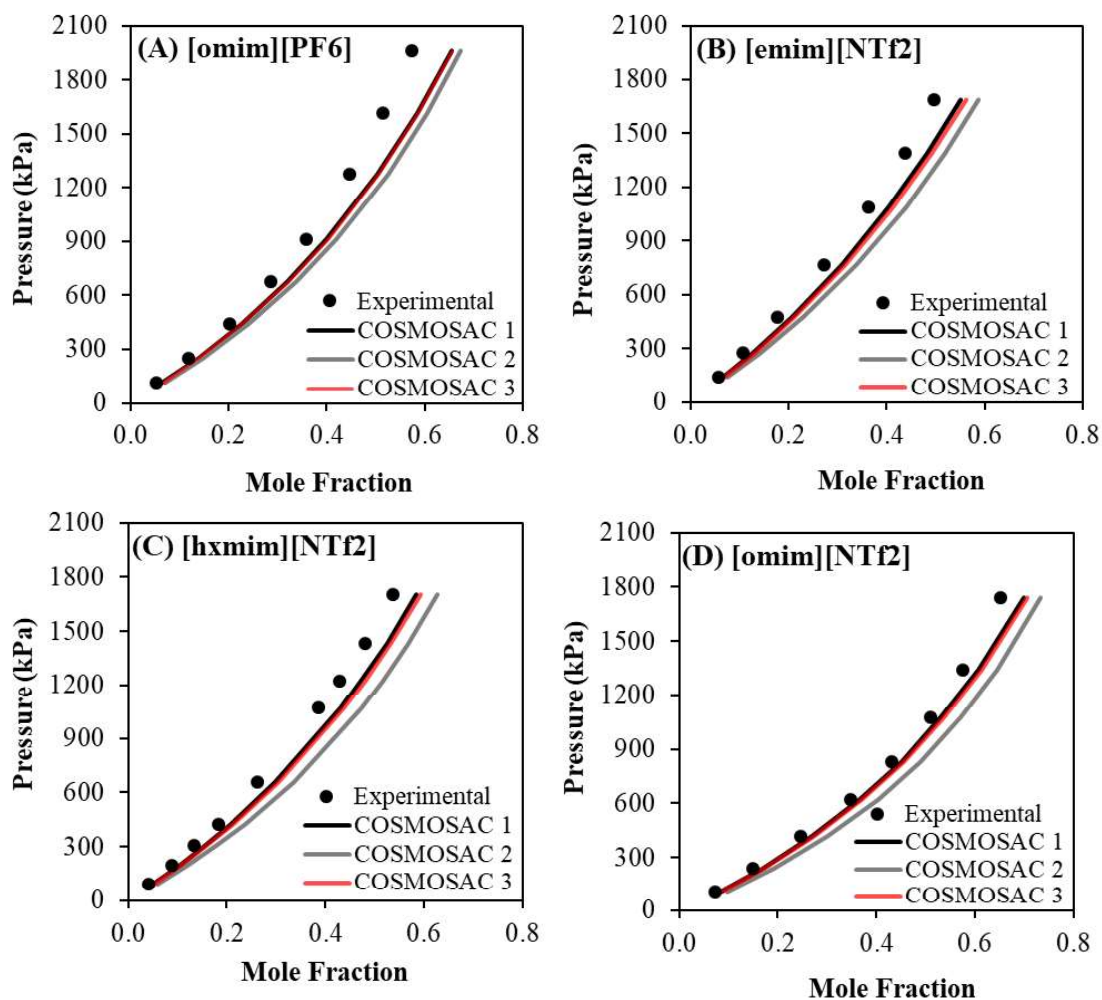 (A) [omim][PF6]
Pressure (kPa)
2100
1800
1500
1200
900
600
300
0
Experimental
COSMOSAC 1
COSMOSAC 2
COSMOSAC 3
0.0 0.2 0.4 0.6 0.8
Mole Fraction
(B) [emim][NTf2]
Pressure (kPa)
2100
1800
1500
1200
900
600
300
0
Experimental
COSMOSAC 1
COSMOSAC 2
COSMOSAC 3
0.0 0.2 0.4 0.6 0.8
Mole Fraction
(C) [hxmim][NTf2]
Pressure (kPa)
2100
1800
1500
1200
900
600
300
0
Experimental
COSMOSAC 1
COSMOSAC 2
COSMOSAC 3
0.0 0.2 0.4 0.6 0.8
Mole Fraction
(D) [omim][NTf2]
Pressure (kPa)
2100
1800
1500
1200
900
600
300
0
Experimental
COSMOSAC 1
COSMOSAC 2
COSMOSAC 3
0.0 0.2 0.4 0.6 0.8
Mole Fraction